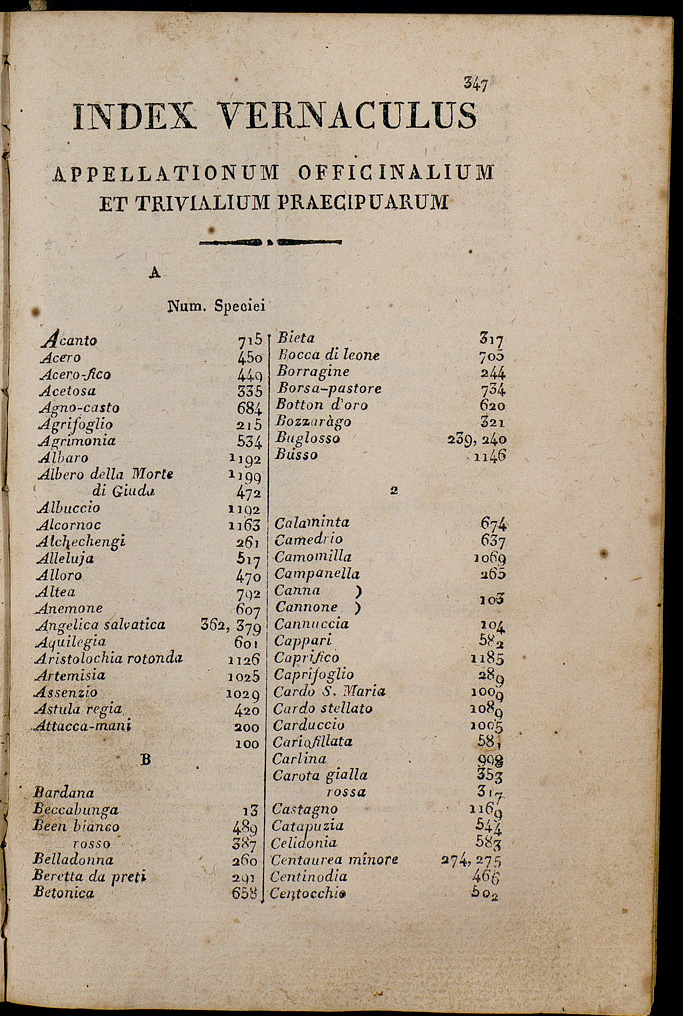 347
INDEX VERNACULUS
APPELLATIONUM OFFICINALIUM
ET TRIVIALIUM PRAECIPUARUM
A
Num. Speciei
Acanto 715
Acero 450
Acero-fico 449
Acetosa 335
Agno-casto 684
Agrifoglio 215
Agrimonia 534
Albaro 1192
Albero della Morte 1199
di Giuda 472
Albuccio 1192
Alcornoc 1163
Alchechengi 261
Alleluja 517
Alloro 470
Altea 792
Anemone 607
Angelica salvatica 362, 379
Aquilegia 601
Aristolochia rotonda 1126
Artemisia 1025
Assenzio 1029
Astula regia 420
Attacca-mani 200
100
B
Bardana
Beccabunga 13
Been bianco 489
rosso 387
Belladonna 260
Beretta da preti 291
Betonica 658
Bieta 317
Bocca di leone 705
Borragine 244
Borsa-pastore 734
Botton d'oro 620
Bozzaràgo 321
Buglosso 239, 240
Busso 1146
2
Calaminta 674
Camedrio 637
Camomilla 1069
Campanella 265
Canna )
Cannone ) 103
Cannuccia 104
Cappari 582
Caprifico 1185
Caprifoglio 289
Cardo S. Maria 1009
Cardo stellato 1089
Carduccio 1005
Cariofillata 581
Carlina 998
Carota gialla 353
rossa 317
Castagno 1169
Catapuzia 544
Celidonia 583
Centaurea minore 274, 275
Centinodia 466
Centocchio 502